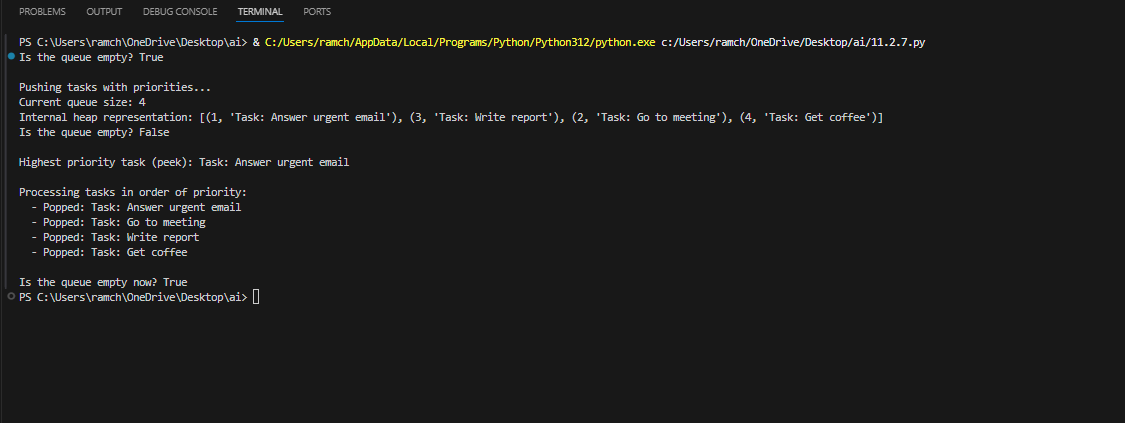 PROBLEMS OUTPUT DEBUG CONSOLE TERMINAL PORTS
PS C:\Users\ramch\OneDrive\Desktop\ai> & C:/Users/ramch/AppData/Local/Programs/Python/Python312/python.exe c:/Users/ramch/OneDrive/Desktop/ai/11.2.7.py
Is the queue empty? True
Pushing tasks with priorities...
Current queue size: 4
Internal heap representation: [(1, 'Task: Answer urgent email'), (3, 'Task: Write report'), (2, 'Task: Go to meeting'), (4, 'Task: Get coffee')]
Is the queue empty? False
Highest priority task (peek): Task: Answer urgent email
Processing tasks in order of priority:
- Popped: Task: Answer urgent email
- Popped: Task: Go to meeting
- Popped: Task: Write report
- Popped: Task: Get coffee
Is the queue empty now? True
PS C:\Users\ramch\OneDrive\Desktop\ai>